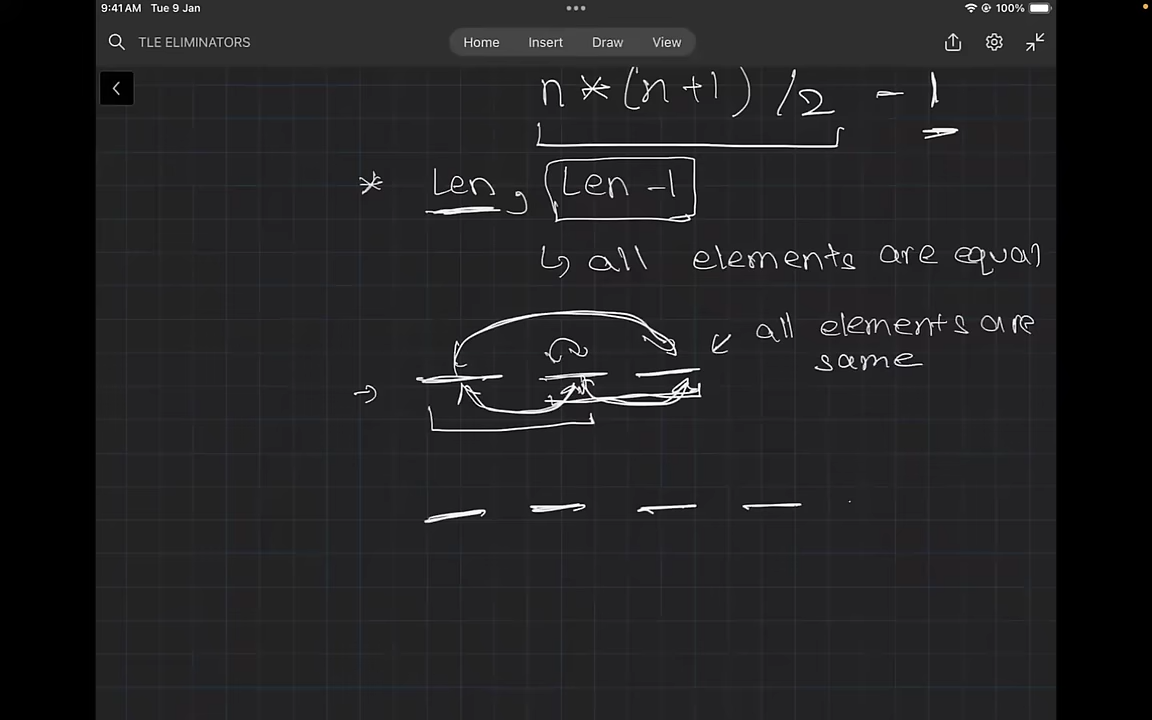 9:41 AM Tue 9 Jan 100%
TLE ELIMINATORS Home Insert Draw View
n * (n+1) /2 - 1
* Len, Len -1
↳ all elements are equal
all elements are
same